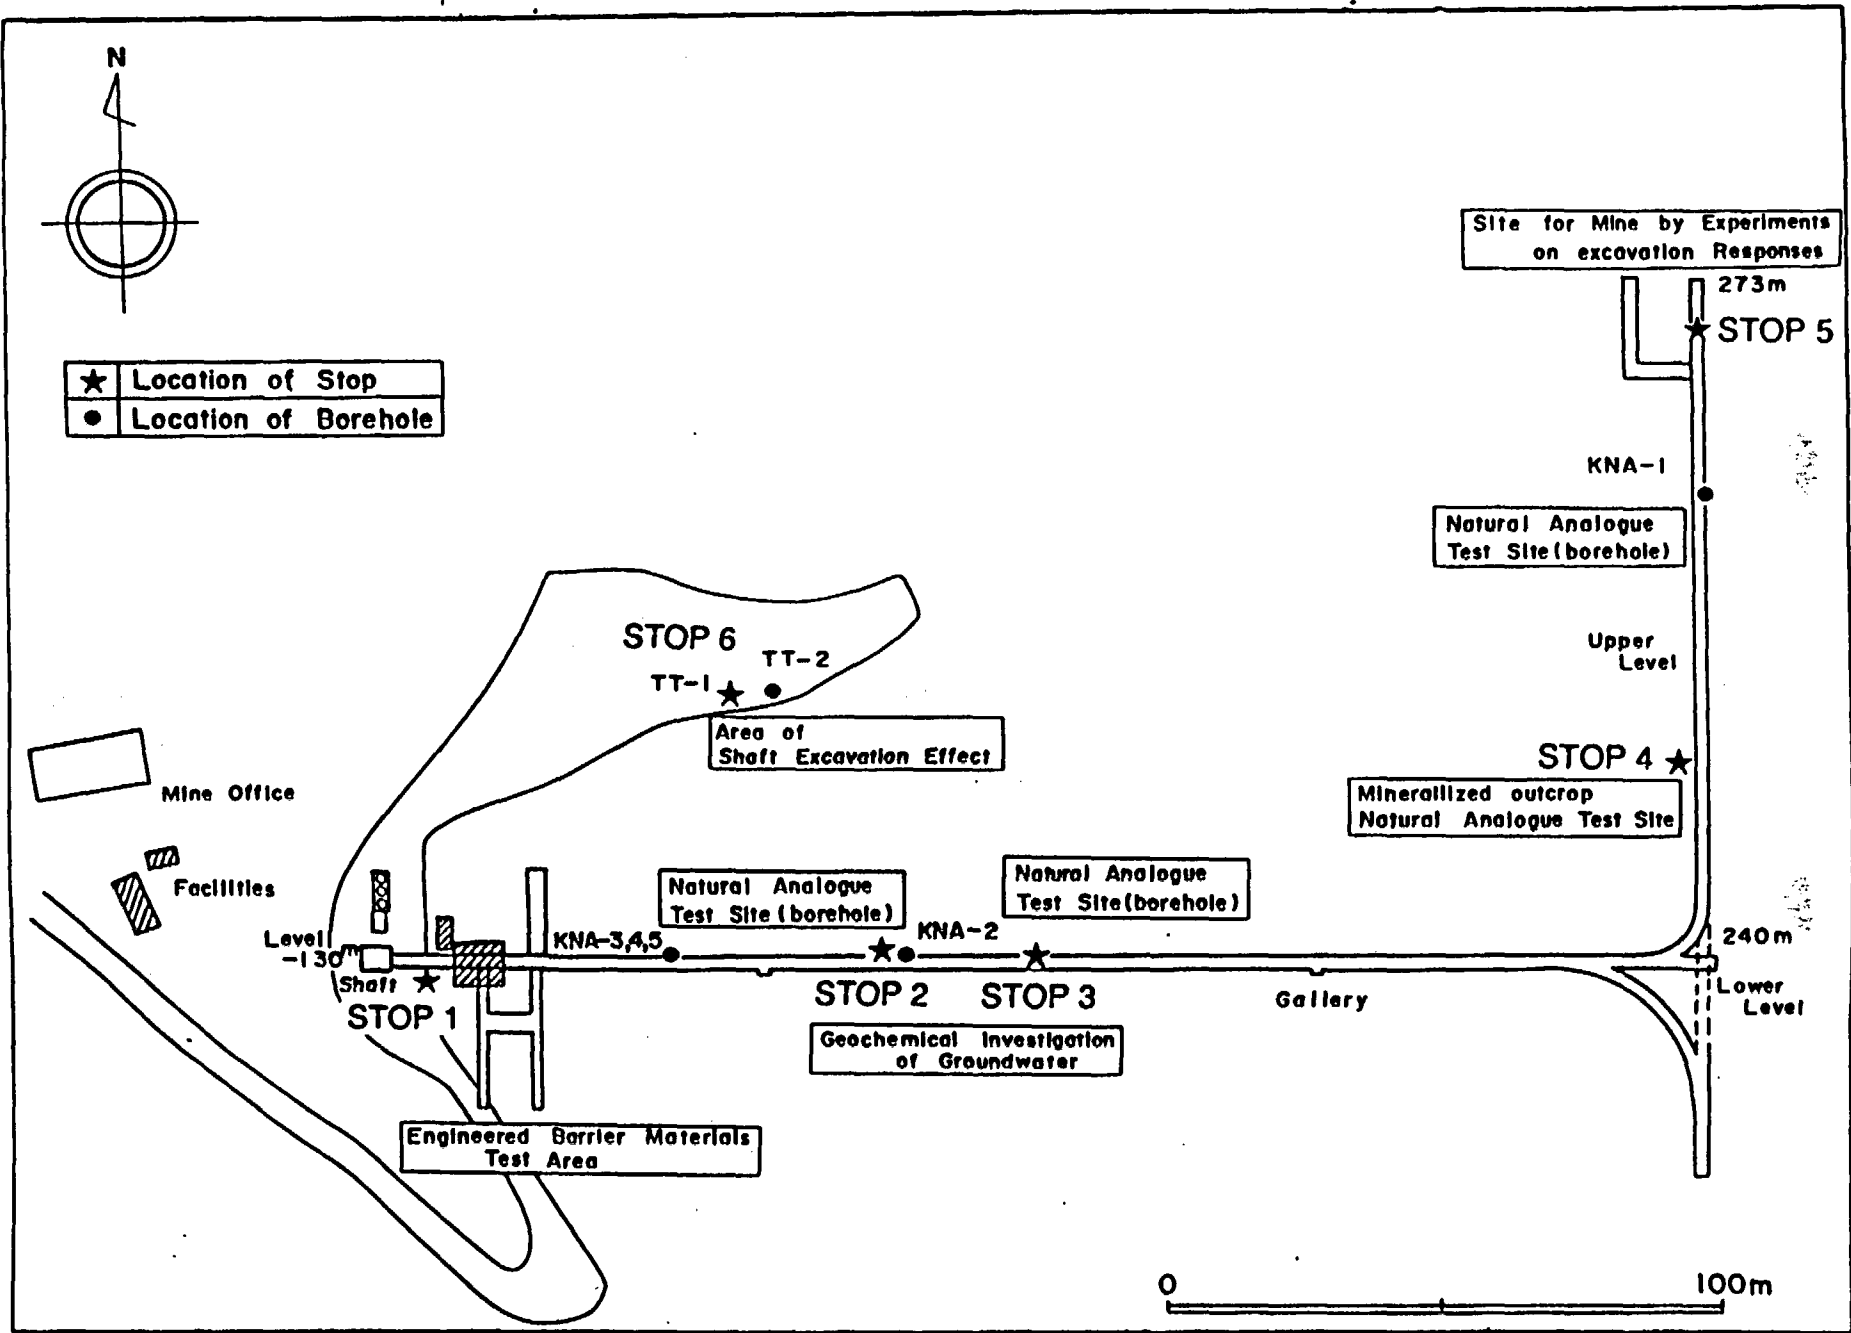 N
Site for Mine by Experiments
on excavation Responses
273m
STOP 5
Location of Stop
Location of Borehole
KNA-1
Natural Analogue
Test Site (borehole)
STOP 6
TT-2
TT-1
Upper
Level
Area of
Shaft Excavation Effect
STOP 4
Mine Office
Minerallized outcrop
Natural Analogue Test Site
Facilities
Natural Analogue
Test Site (borehole)
Natural Analogue
Test Site (borehole)
Level
-130m
Shaft
KNA-3,4,5
KNA-2
240m
STOP 1
STOP 2
STOP 3
Gallery
Lower
Level
Geochemical Investigation
of Groundwater
Engineered Barrier Materials
Test Area
0
100m